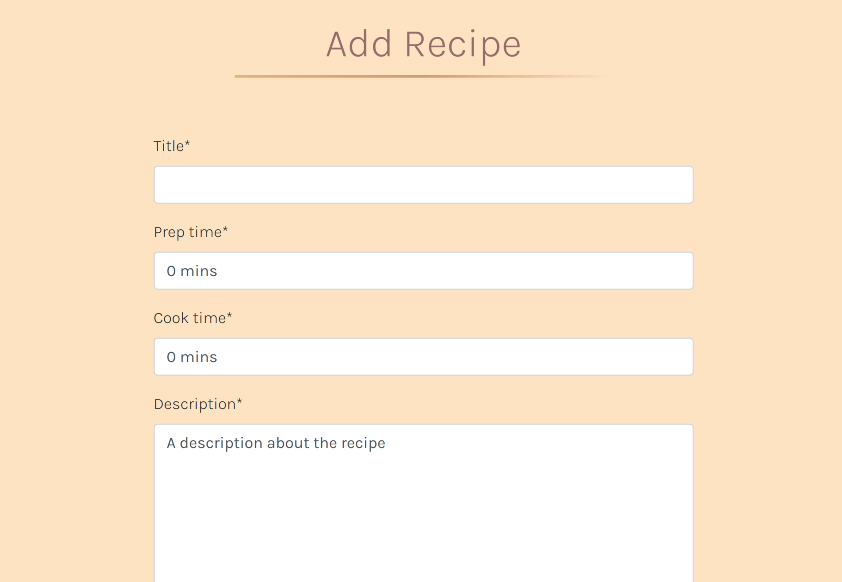 Add Recipe
Title*
Prep time*
0 mins
Cook time*
0 mins
Description*
A description about the recipe